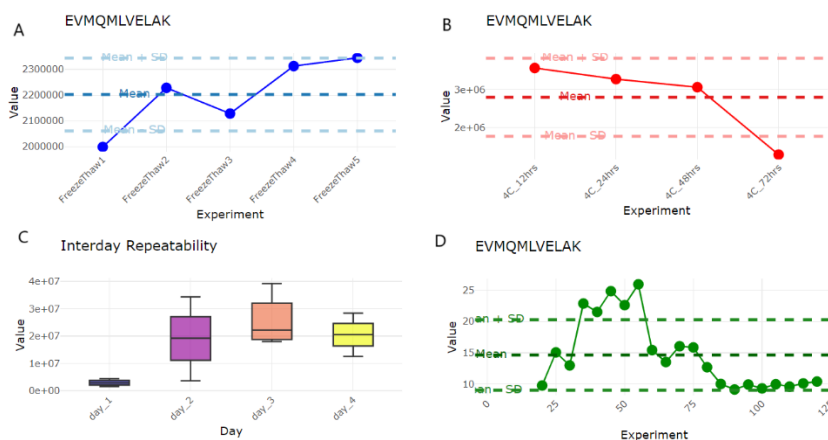 A
EVMQMLVELAK
Mean + SD
Mean
Mean - SD
2300000
2200000
2100000
2000000
Value
FreezeThaw1
FreezeThaw2
FreezeThaw3
FreezeThaw4
FreezeThaw5
Experiment
B
EVMQMLVELAK
Mean + SD
Mean
Mean - SD
3e+06
2e+06
Value
4C_12hrs
4C_24hrs
4C_48hrs
4C_72hrs
Experiment
C
Interday Repeatability
4e+07
3e+07
2e+07
1e+07
0e+00
Value
day_1
day_2
day_3
day_4
Day
D
EVMQMLVELAK
25
20
15
10
Value
ean + SD
Mean
ean - SD
0
25
50
75
100
125
Experiment